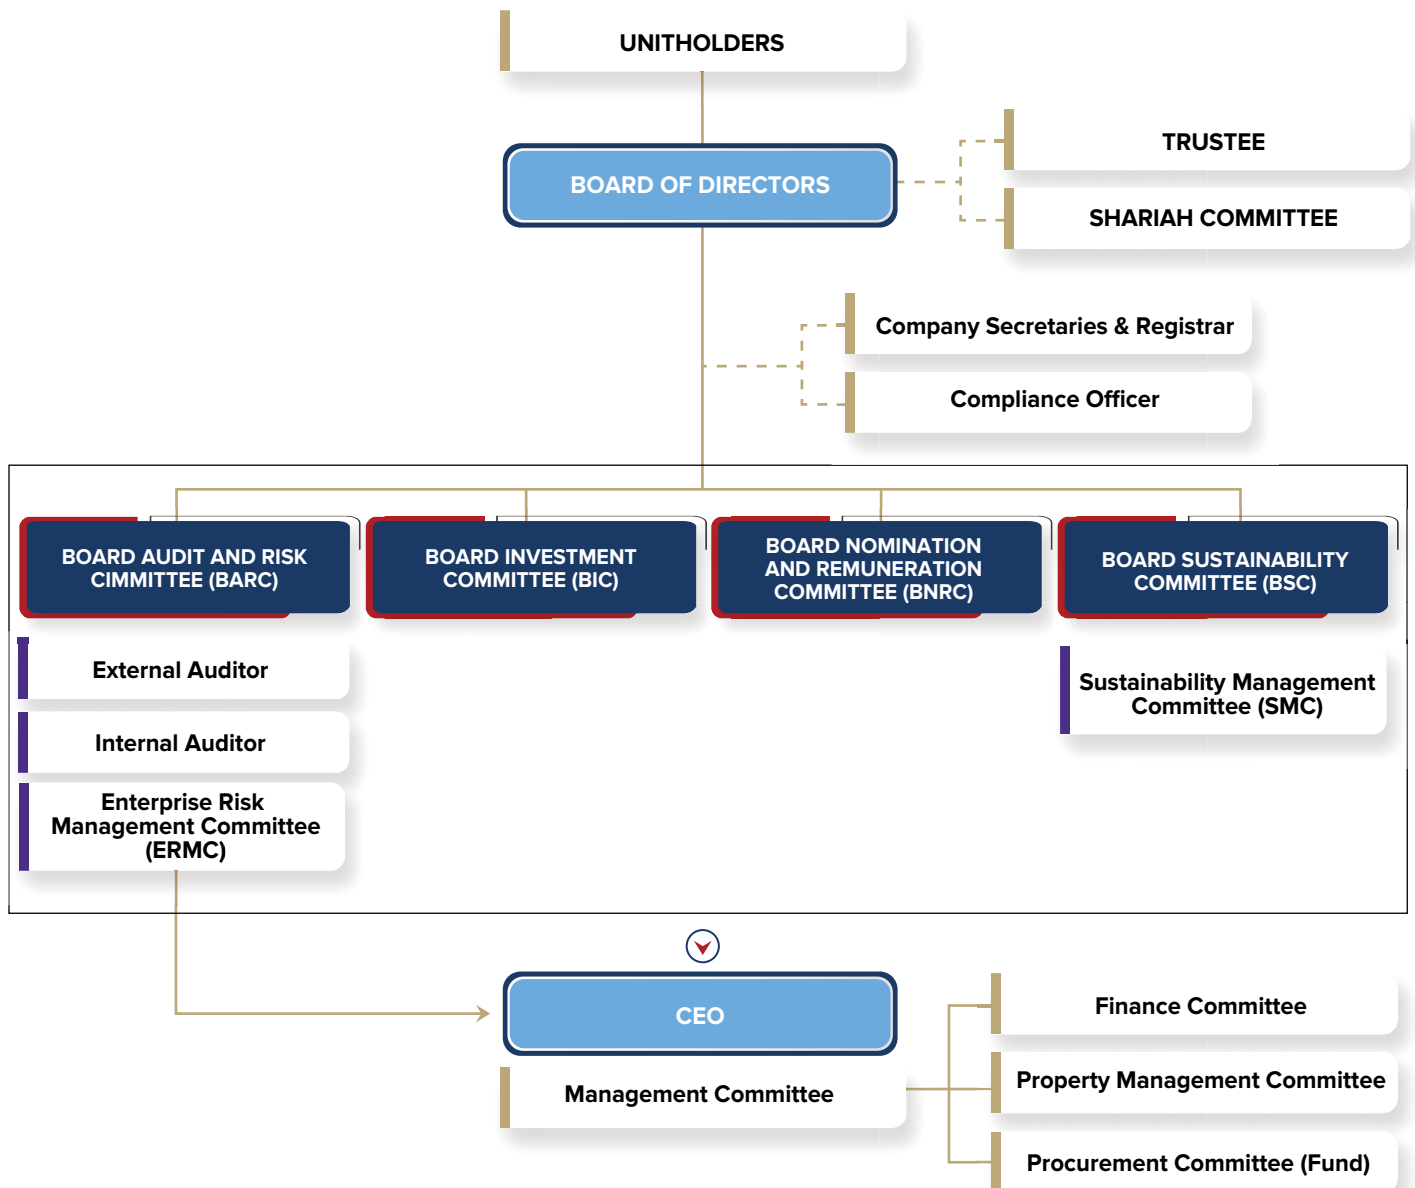 UNITHOLDERS
BOARD OF DIRECTORS
TRUSTEE
SHARIAH COMMITTEE
Company Secretaries & Registrar
Compliance Officer
BOARD AUDIT AND RISK
CIMMITTEE (BARC)
BOARD INVESTMENT
COMMITTEE (BIC)
BOARD NOMINATION
AND REMUNERATION
COMMITTEE (BNRC)
BOARD SUSTAINABILITY
COMMITTEE (BSC)
External Auditor
Internal Auditor
Enterprise Risk
Management Committee
(ERMC)
Sustainability Management
Committee (SMC)
CEO
Management Committee
Finance Committee
Property Management Committee
Procurement Committee (Fund)